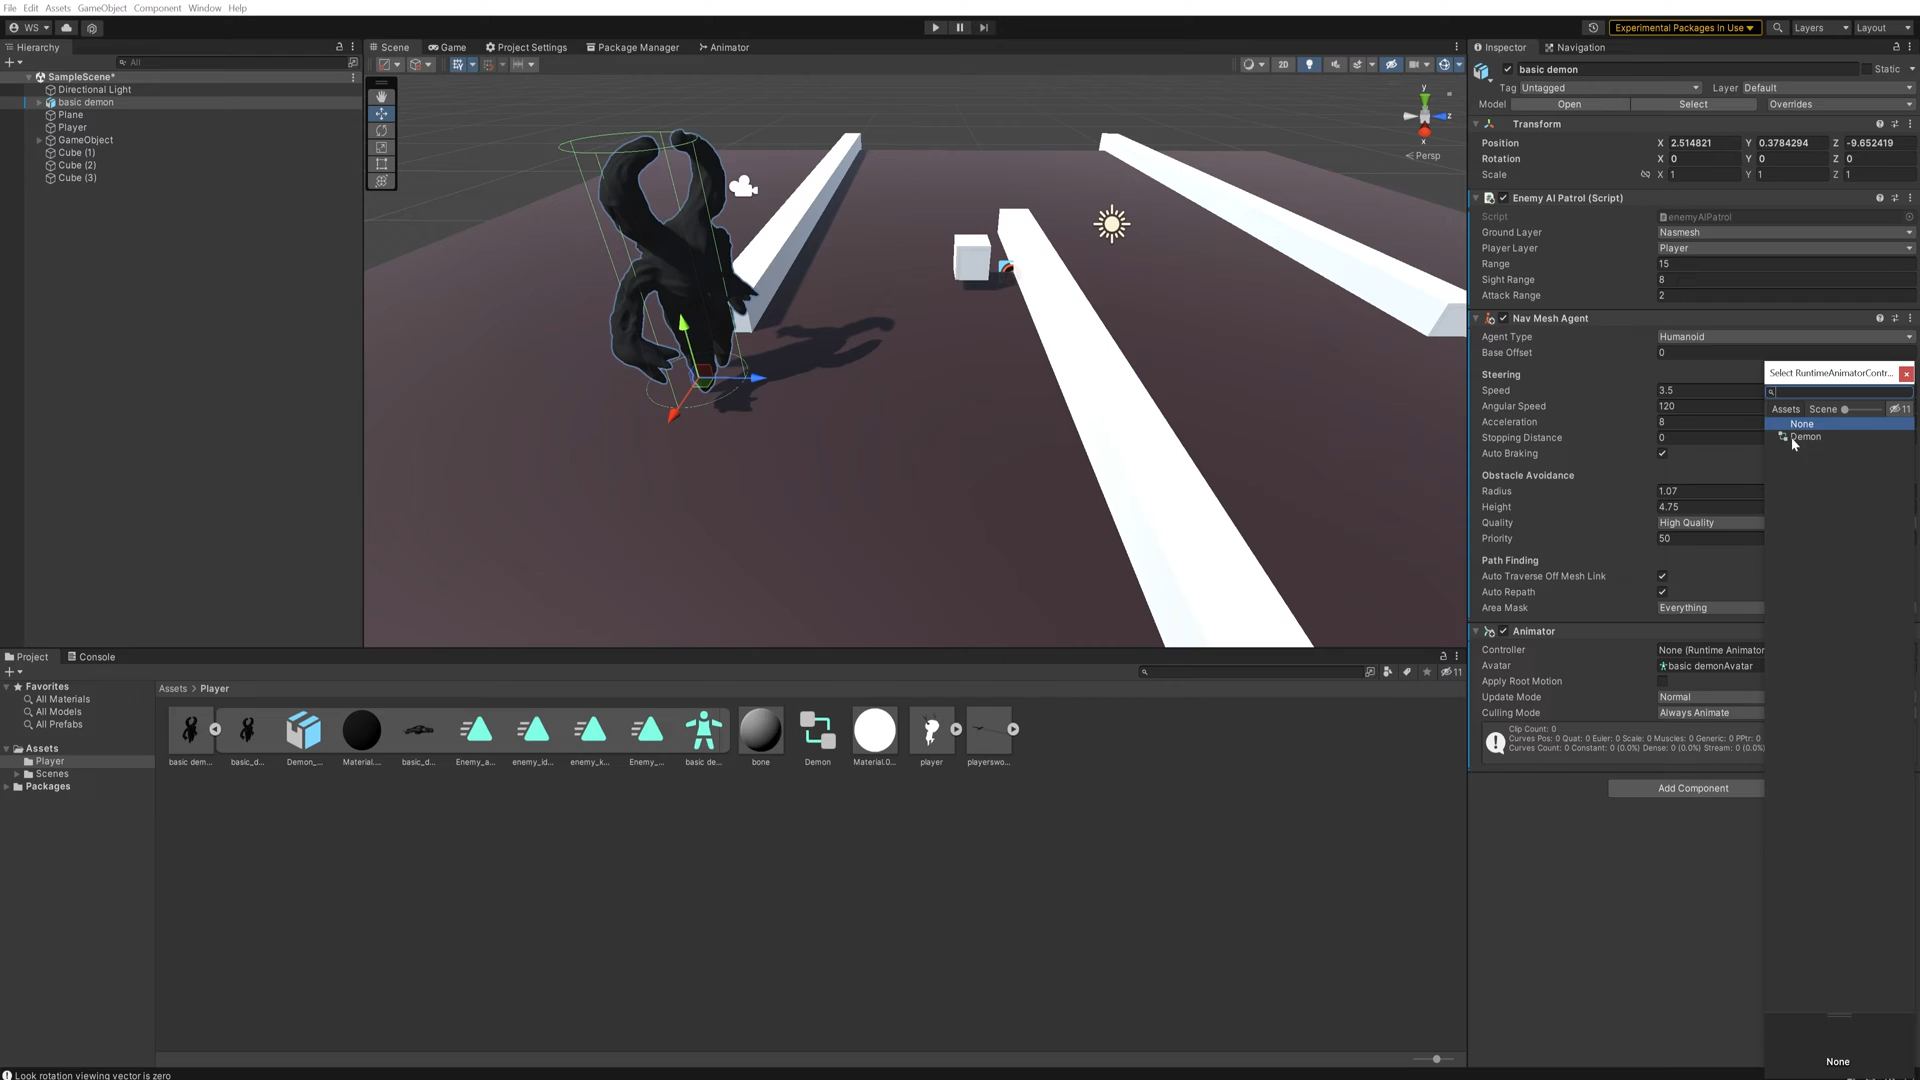 File Edit Assets GameObject Component Window Help
WS Experimental Packages In Use Layers Layout
Hierarchy
All
SampleScene*
Directional Light
basic demon
Plane
Player
GameObject
Cube (1)
Cube (2)
Cube (3)
Scene Game Project Settings Package Manager Animator
2D
y
z
x
Persp
Inspector Navigation
basic demon Static
Tag Untagged Layer Default
Model Open Select Overrides
Transform
Position X 2.514821 Y 0.3784294 Z -9.652419
Rotation X 0 Y 0 Z 0
Scale X 1 Y 1 Z 1
Enemy AI Patrol (Script)
Script enemyAIPatrol
Ground Layer Nasmesh
Player Layer Player
Range 15
Sight Range 8
Attack Range 2
Nav Mesh Agent
Agent Type Humanoid
Base Offset 0
Steering
Speed 3.5
Angular Speed 120
Acceleration 8
Stopping Distance 0
Auto Braking
Obstacle Avoidance
Radius 1.07
Height 4.75
Quality High Quality
Priority 50
Path Finding
Auto Traverse Off Mesh Link
Auto Repath
Area Mask Everything
Animator
Controller None (Runtime Animator
Avatar basic demonAvatar
Apply Root Motion
Update Mode Normal
Culling Mode Always Animate
Clip Count: 0
Curves Pos: 0 Quat: 0 Euler: 0 Scale: 0 Muscles: 0 Generic: 0 PPtr: 0
Curves Count: 0 Constant: 0 (0.0%) Dense: 0 (0.0%) Stream: 0 (0.0%)
Add Component
Select RuntimeAnimatorContr...
Assets Scene 11
None
Demon
None
Project Console
11
Favorites
All Materials
All Models
All Prefabs
Assets
Player
Scenes
Packages
Assets > Player
basic dem... basic_d... Demon_... Material.... basic_d... Enemy_a... enemy_id... enemy_k... Enemy_... basic de... bone Demon Material.0... player playerswo...
Look rotation viewing vector is zero